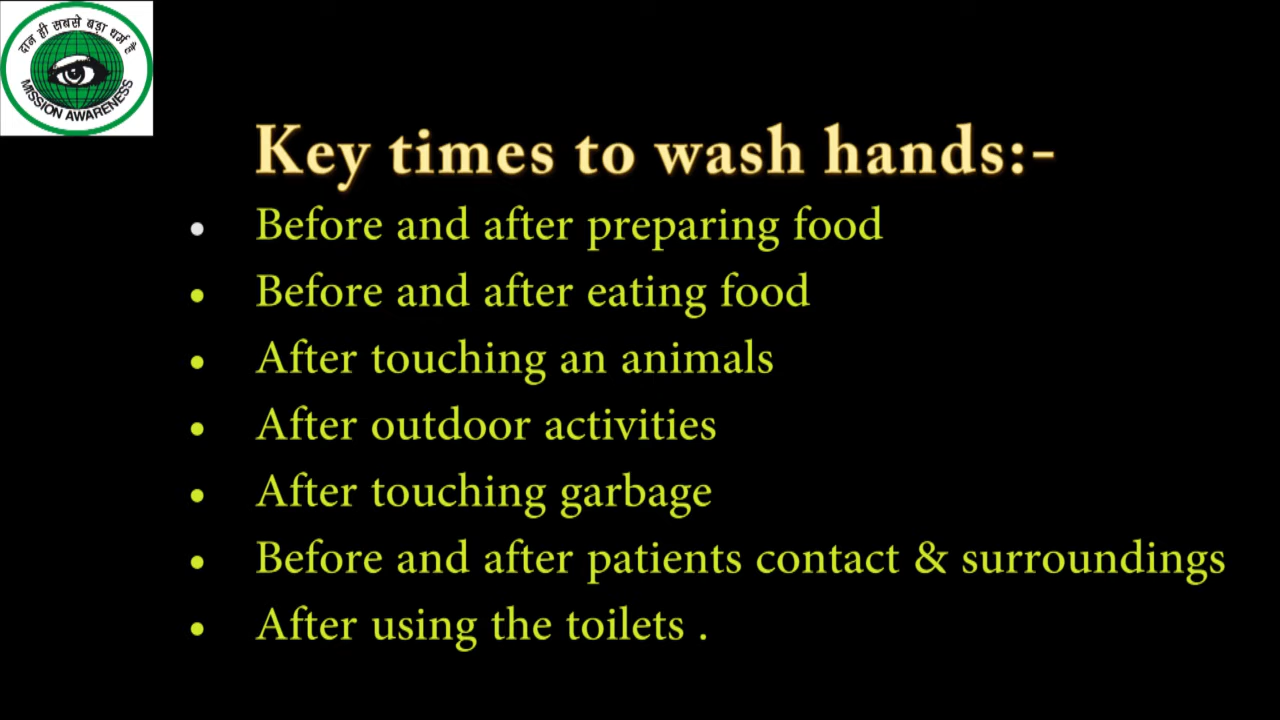 दान ही सबसे बड़ा धर्म है
MISSION AWARENESS
Key times to wash hands:-
• Before and after preparing food
• Before and after eating food
• After touching an animals
• After outdoor activities
• After touching garbage
• Before and after patients contact & surroundings
• After using the toilets .